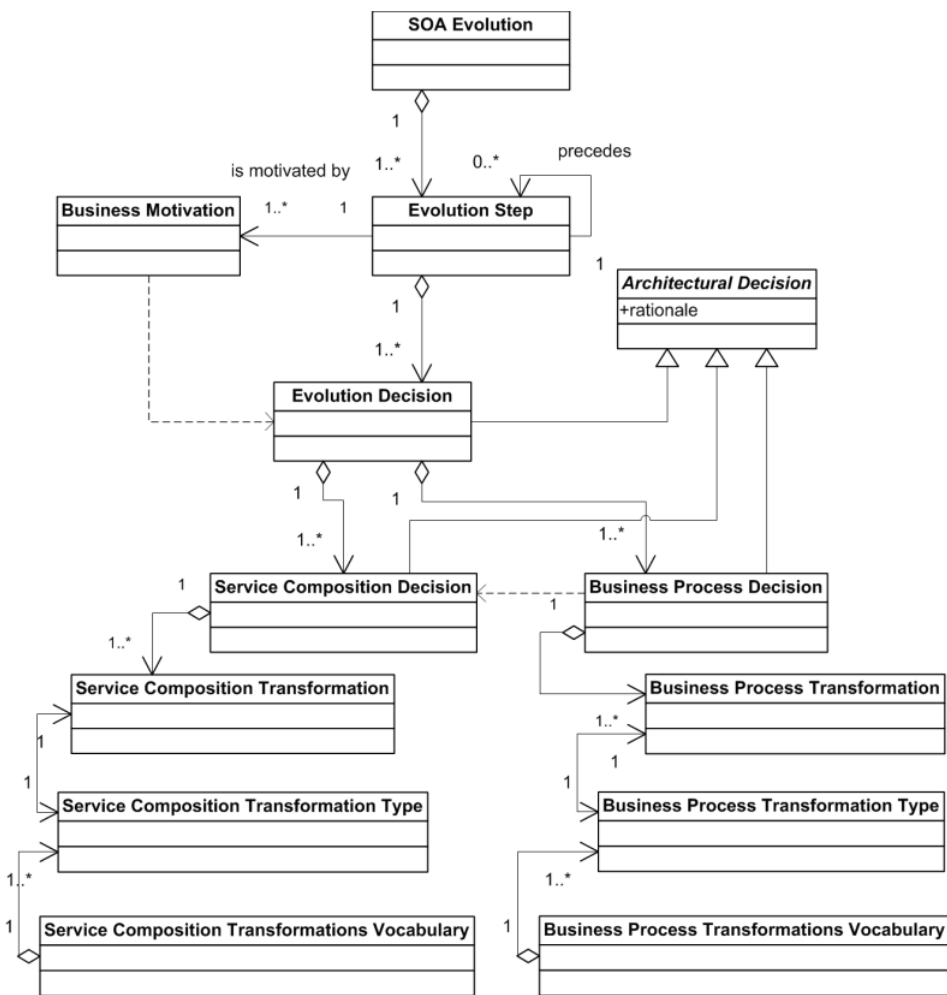 SOA Evolution
1
1..*
0..*
precedes
is motivated by
Business Motivation
1..*
1
Evolution Step
1
1
Architectural Decision
+rationale
1..*
Evolution Decision
1
1
1..*
1..*
Service Composition Decision
Business Process Decision
1
1
1..*
Service Composition Transformation
Business Process Transformation
1..*
1
1
1
1
Service Composition Transformation Type
Business Process Transformation Type
1..*
1..*
1
1
Service Composition Transformations Vocabulary
Business Process Transformations Vocabulary